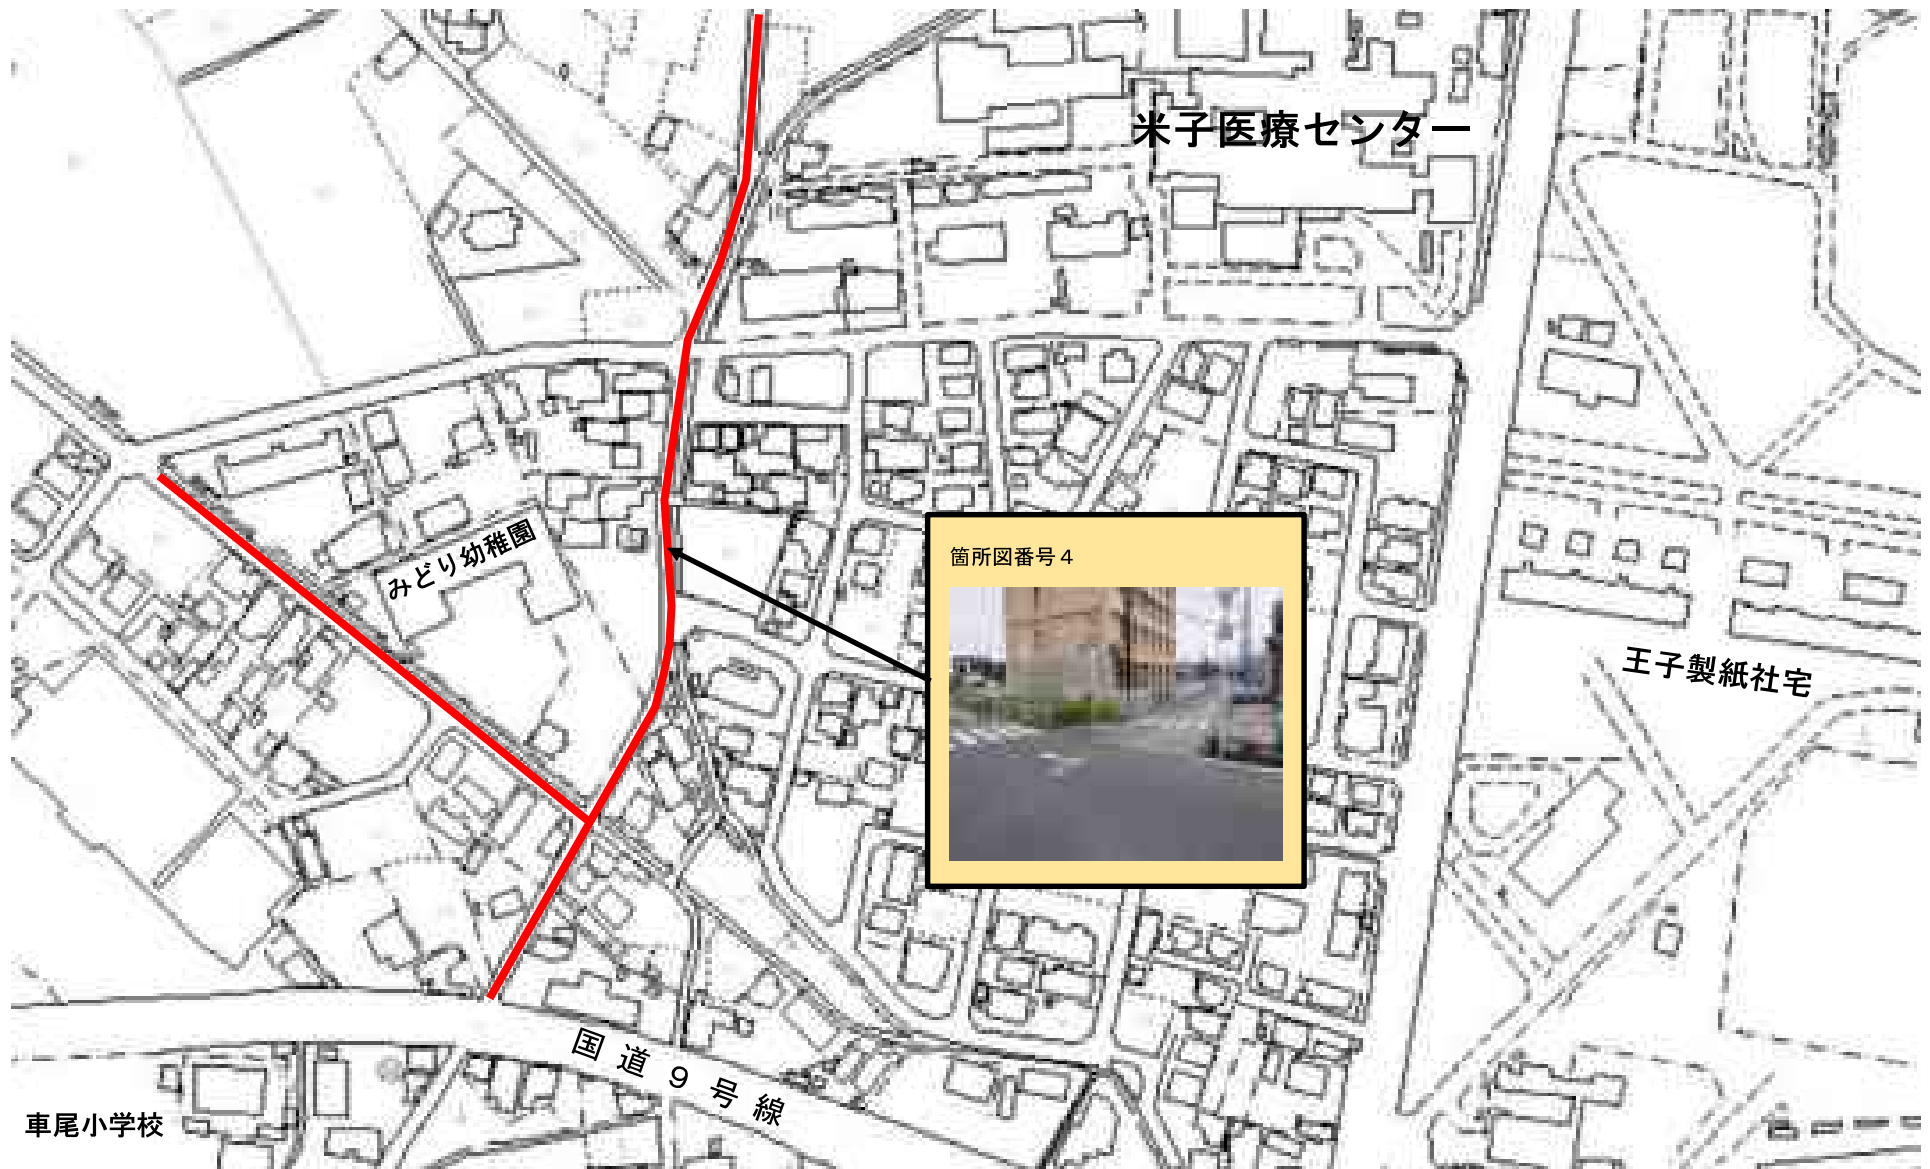 米子医療センター
みどり幼稚園
箇所図番号４
王子製紙社宅
国道９号線
車尾小学校